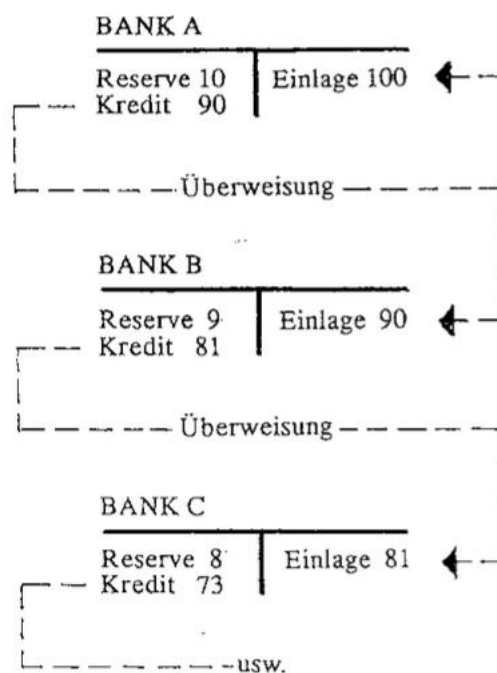 BANK A
Reserve 10 Einlage 100
Kredit 90
Überweisung
BANK B
Reserve 9 Einlage 90
Kredit 81
Überweisung
BANK C
Reserve 8 Einlage 81
Kredit 73
usw.